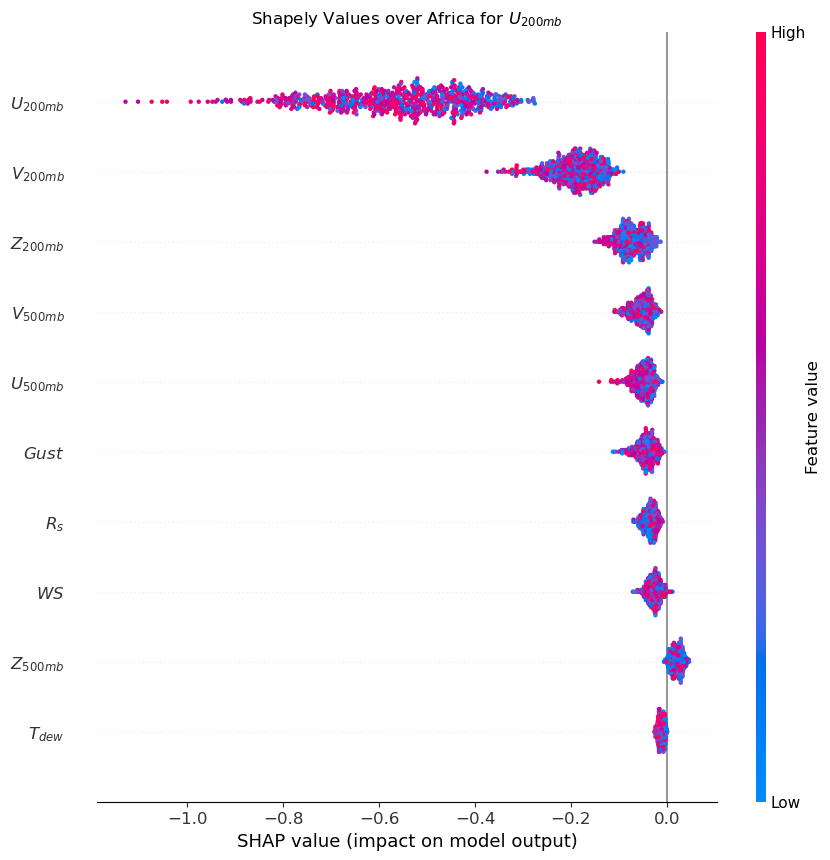 Shapely Values over Africa for U200mb
High
U200mb
V200mb
Z200mb
V500mb
U500mb
Gust
Rs
WS
Z500mb
Tdew
Feature value
Low
−1.0 −0.8 −0.6 −0.4 −0.2 0.0
SHAP value (impact on model output)